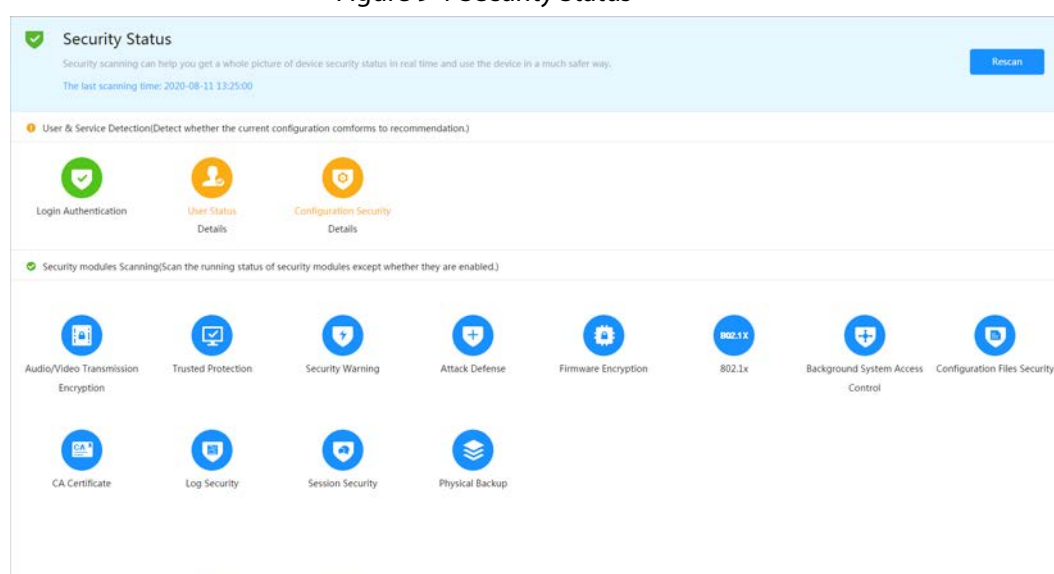 Security Status
Security scanning can help you get a whole picture of device security status in real time and use the device in a much safer way.
The last scanning time: 2020-08-11 13:25:00
Rescan
User & Service Detection(Detect whether the current configuration comforms to recommendation.)
Login Authentication
User Status
Configuration Security
Details
Details
Security modules Scanning(Scan the running status of security modules except whether they are enabled.)
802.1X
Audio/Video Transmission
Encryption
Trusted Protection
Security Warning
Attack Defense
Firmware Encryption
802.1x
Background System Access
Control
Configuration Files Security
CA
CA Certificate
Log Security
Session Security
Physical Backup